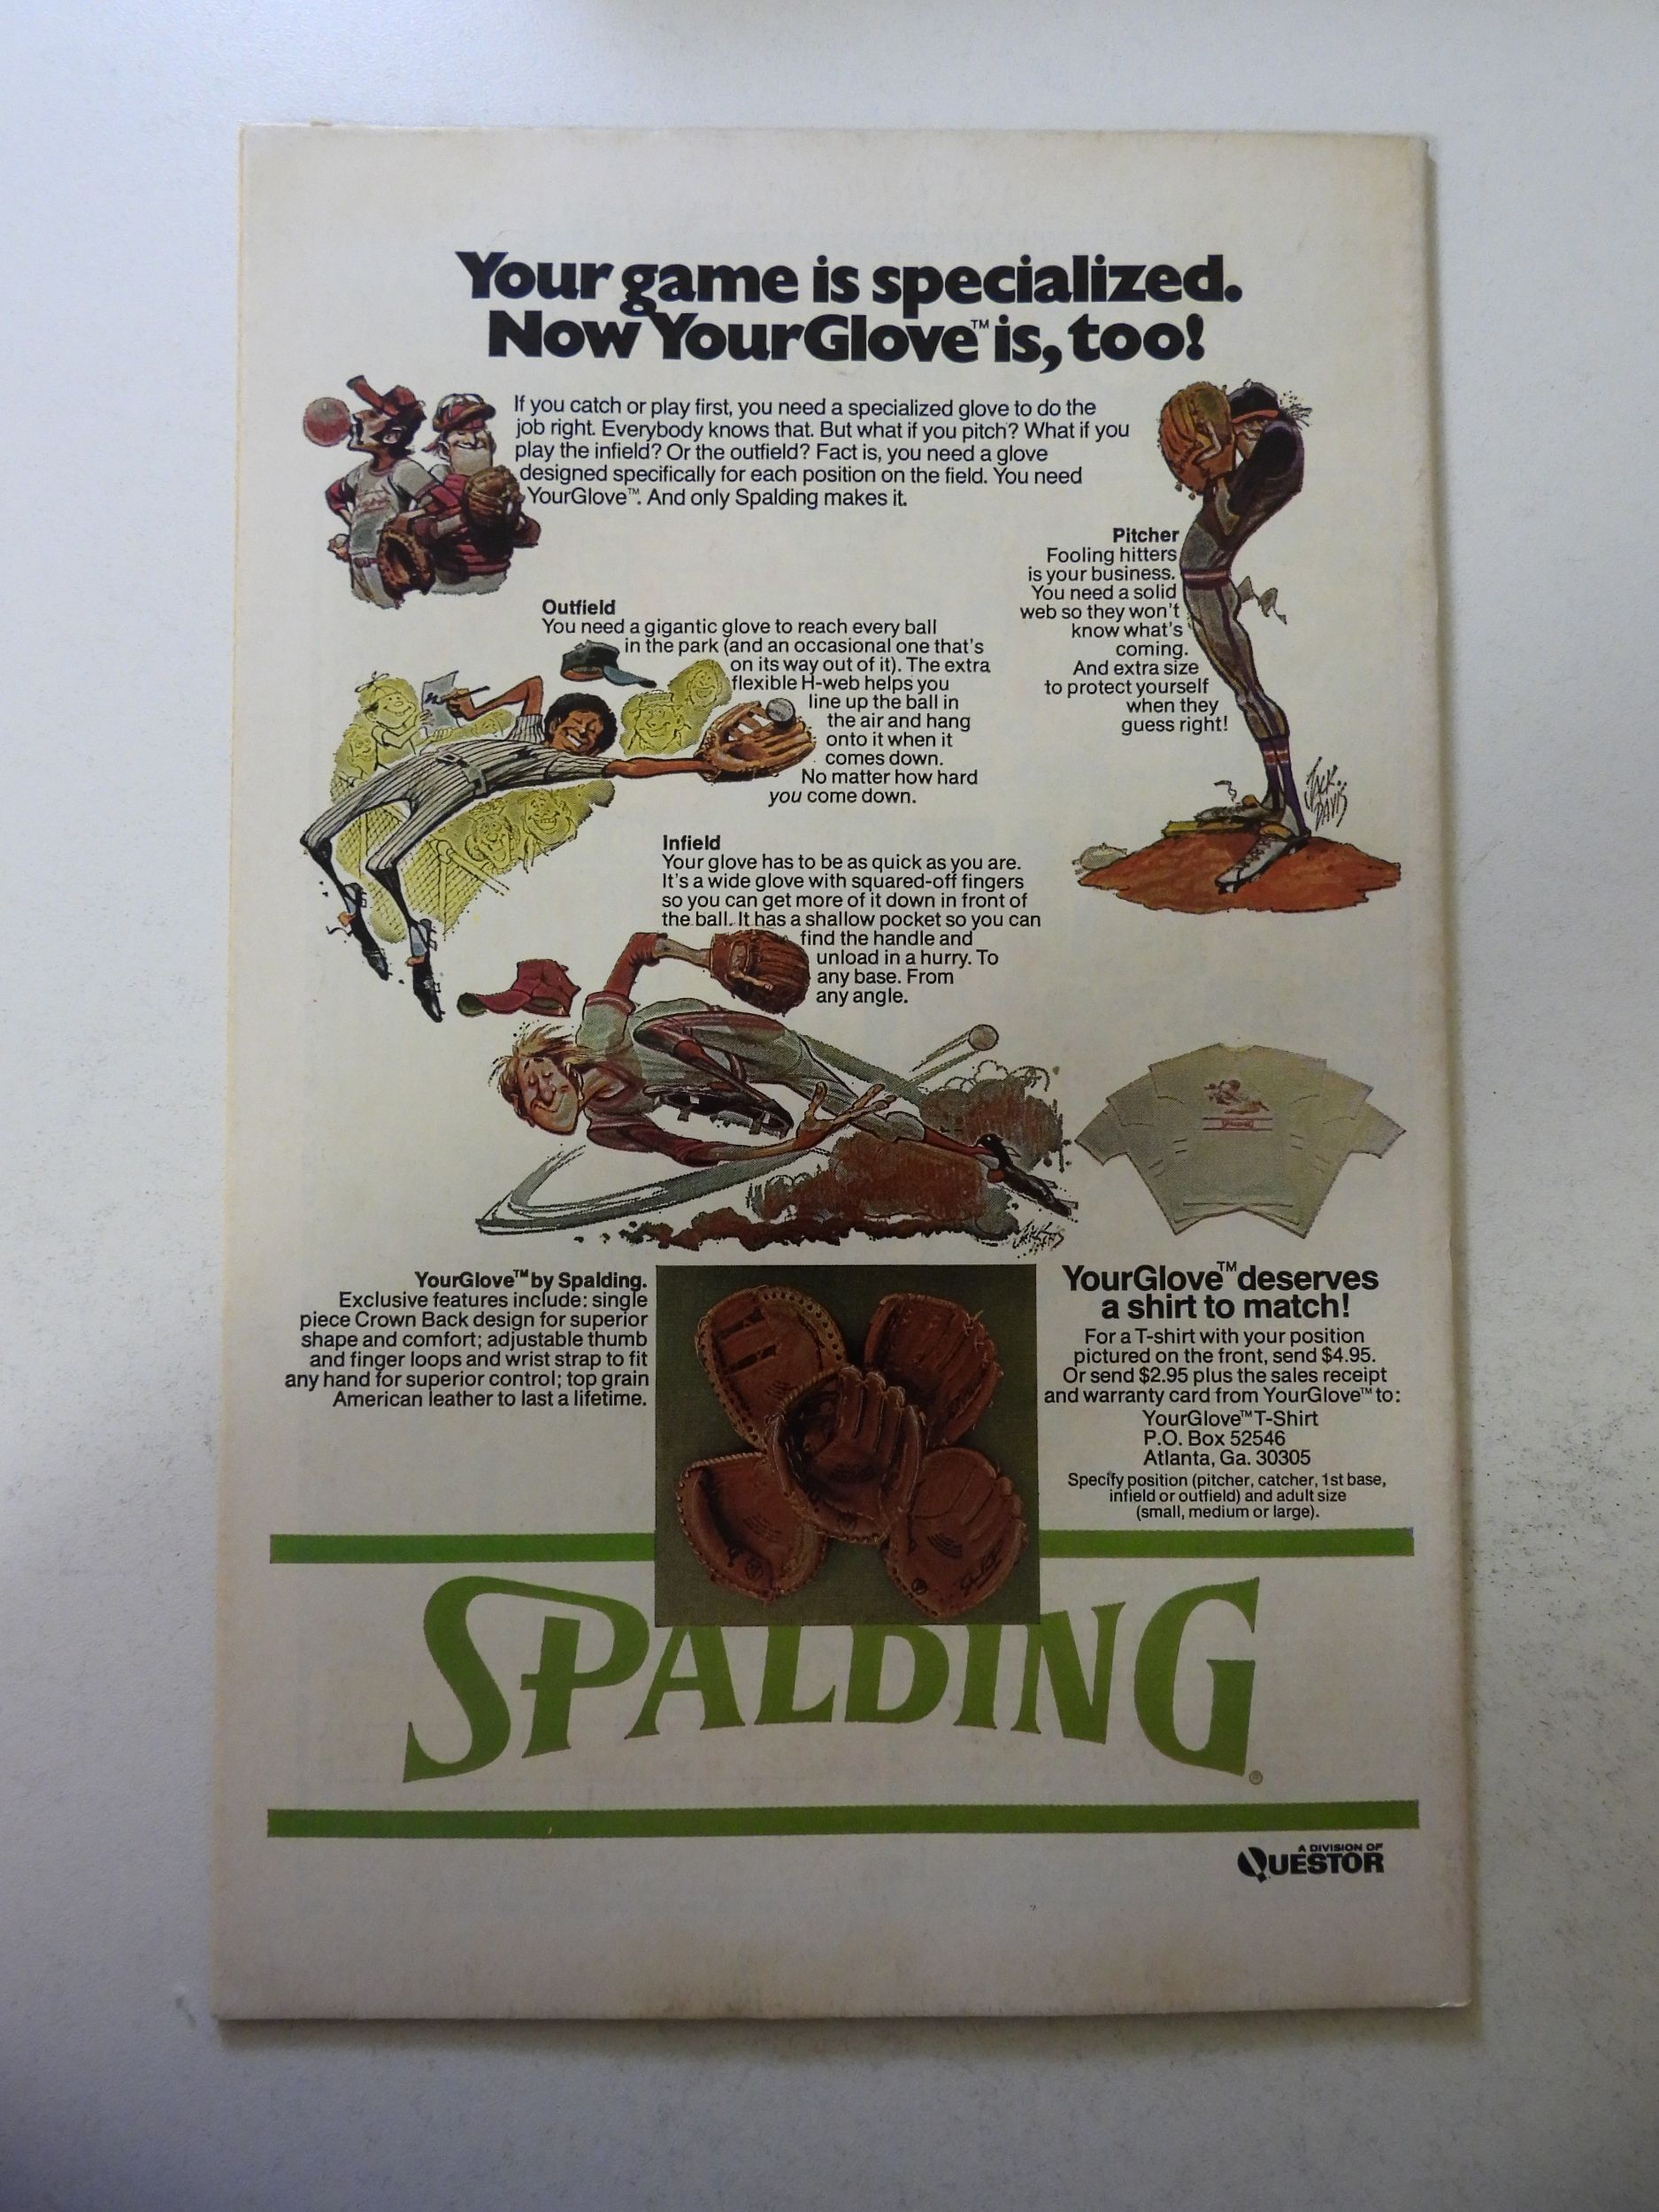 Your game is specialized.
Now YourGlove™ is, too!
If you catch or play first, you need a specialized glove to do the
job right. Everybody knows that. But what if you pitch? What if you
play the infield? Or the outfield? Fact is, you need a glove
designed specifically for each position on the field. You need
YourGlove™. And only Spalding makes it.
Pitcher
Fooling hitters
is your business.
You need a solid
web so they won't
know what's
coming.
And extra size
to protect yourself
when they
guess right!
JACK
DAVIS
Outfield
You need a gigantic glove to reach every ball
in the park (and an occasional one that's
on its way out of it). The extra
flexible H-web helps you
line up the ball in
the air and hang
onto it when it
comes down.
No matter how hard
you come down.
Infield
Your glove has to be as quick as you are.
It's a wide glove with squared-off fingers
so you can get more of it down in front of
the ball. It has a shallow pocket so you can
find the handle and
unload in a hurry. To
any base. From
any angle.
SPALDING
YourGlove™ by Spalding.
Exclusive features include: single
piece Crown Back design for superior
shape and comfort; adjustable thumb
and finger loops and wrist strap to fit
any hand for superior control; top grain
American leather to last a lifetime.
YourGlove™ deserves
a shirt to match!
For a T-shirt with your position
pictured on the front, send $4.95.
Or send $2.95 plus the sales receipt
and warranty card from YourGlove™ to:
YourGlove™ T-Shirt
P.O. Box 52546
Atlanta, Ga. 30305
Specify position (pitcher, catcher, 1st base,
infield or outfield) and adult size
(small, medium or large).
SPALDING®
A DIVISION OF
QUESTOR